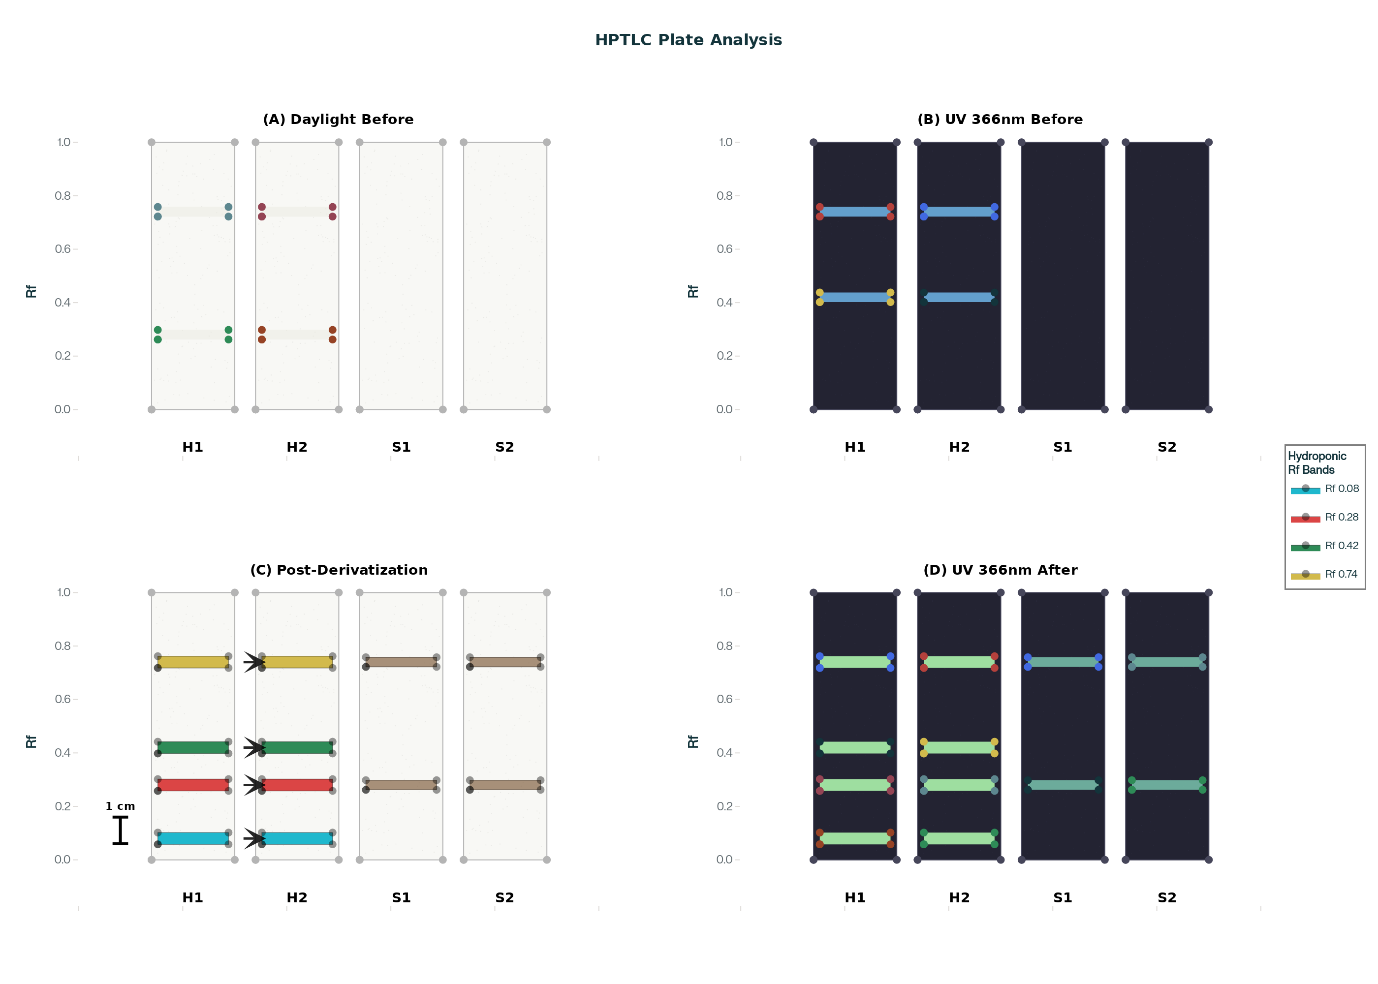 HPTLC Plate Analysis
(A) Daylight Before
1.0
0.8
0.6
0.4
0.2
0.0
Rf
H1 H2 S1 S2
(B) UV 366nm Before
1.0
0.8
0.6
0.4
0.2
0.0
Rf
H1 H2 S1 S2
Hydroponic
Rf Bands
Rf 0.08
Rf 0.28
Rf 0.42
Rf 0.74
(C) Post-Derivatization
1.0
0.8
0.6
0.4
0.2
0.0
Rf
1 cm
H1 H2 S1 S2
(D) UV 366nm After
1.0
0.8
0.6
0.4
0.2
0.0
Rf
H1 H2 S1 S2